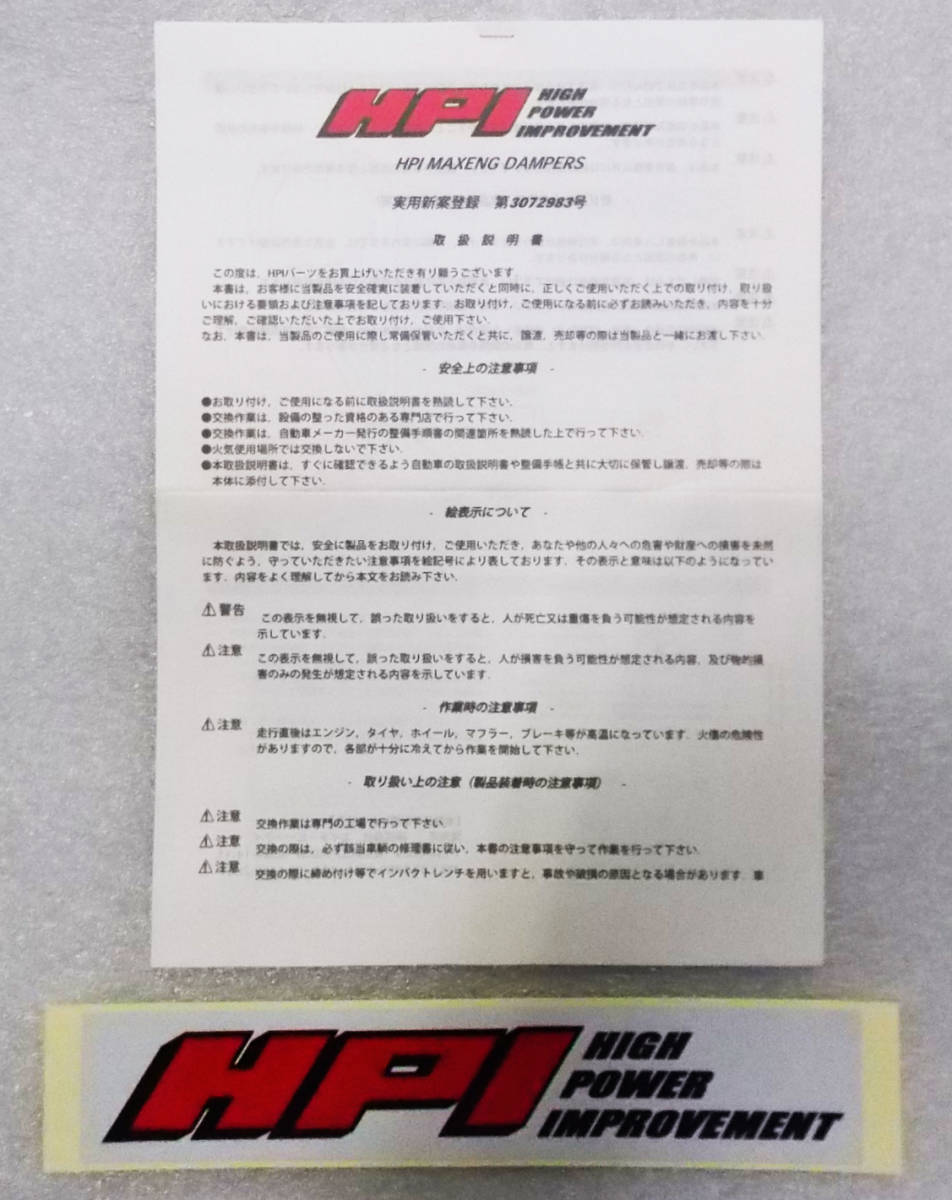 HPI HIGH
POWER
IMPROVEMENT
HPI MAXENG DAMPERS
実用新案登録 第3072983号
取 扱 説 明 書
この度は、HPIパーツをお買上げいただき有り難うございます.
本書は、お客様に当製品を安全確実に装着していただくと同時に、正しくご使用いただく上での取り付け、取り扱
いにおける要領および注意事項を記しております. お取り付け、ご使用になる前に必ずお読みいただき、内容を十分
ご理解、ご確認いただいた上でお取り付け、ご使用下さい.
なお、本書は、当製品のご使用に際し常備保管いただくと共に、譲渡、売却等の際は当製品と一緒にお渡し下さい.
- 安全上の注意事項 -
●お取り付け、ご使用になる前に取扱説明書を熟読して下さい.
●交換作業は、設備の整った資格のある専門店で行って下さい.
●交換作業は、自動車メーカー発行の整備手順書の関連箇所を熟読した上で行って下さい.
●火気使用場所では交換しないで下さい.
●本取扱説明書は、すぐに確認できるよう自動車の取扱説明書や整備手帳と共に大切に保管し譲渡、売却等の際は
本体に添付して下さい.
- 絵表示について -
本取扱説明書では、安全に製品をお取り付け、ご使用いただき、あなたや他の人々への危害や財産への損害を未然
に防ぐよう、守っていただきたい注意事項を絵記号により表しております. その表示と意味は以下のようになってい
ます. 内容をよく理解してから本文をお読み下さい.
⚠警告 この表示を無視して、誤った取り扱いをすると、人が死亡又は重傷を負う可能性が想定される内容を
示しています.
⚠注意 この表示を無視して、誤った取り扱いをすると、人が損害を負う可能性が想定される内容、及び物的損
害のみの発生が想定される内容を示しています.
- 作業時の注意事項 -
⚠注意 走行直後はエンジン、タイヤ、ホイール、マフラー、ブレーキ等が高温になっています. 火傷の危険性
がありますので、各部が十分に冷えてから作業を開始して下さい.
- 取り扱い上の注意(製品装着時の注意事項) -
⚠注意 交換作業は専門の工場で行って下さい.
⚠注意 交換の際は、必ず該当車輌の修理書に従い、本書の注意事項を守って作業を行って下さい.
⚠注意 交換の際に締め付け等でインパクトレンチを用いますと、事故や破損の原因となる場合があります. 車
HPI HIGH
POWER
IMPROVEMENT